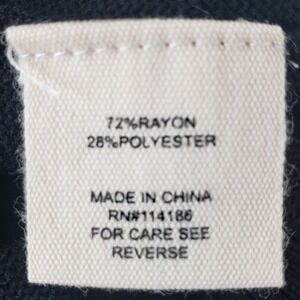 72%RAYON
28%POLYESTER
MADE IN CHINA
RN#114186
FOR CARE SEE
REVERSE